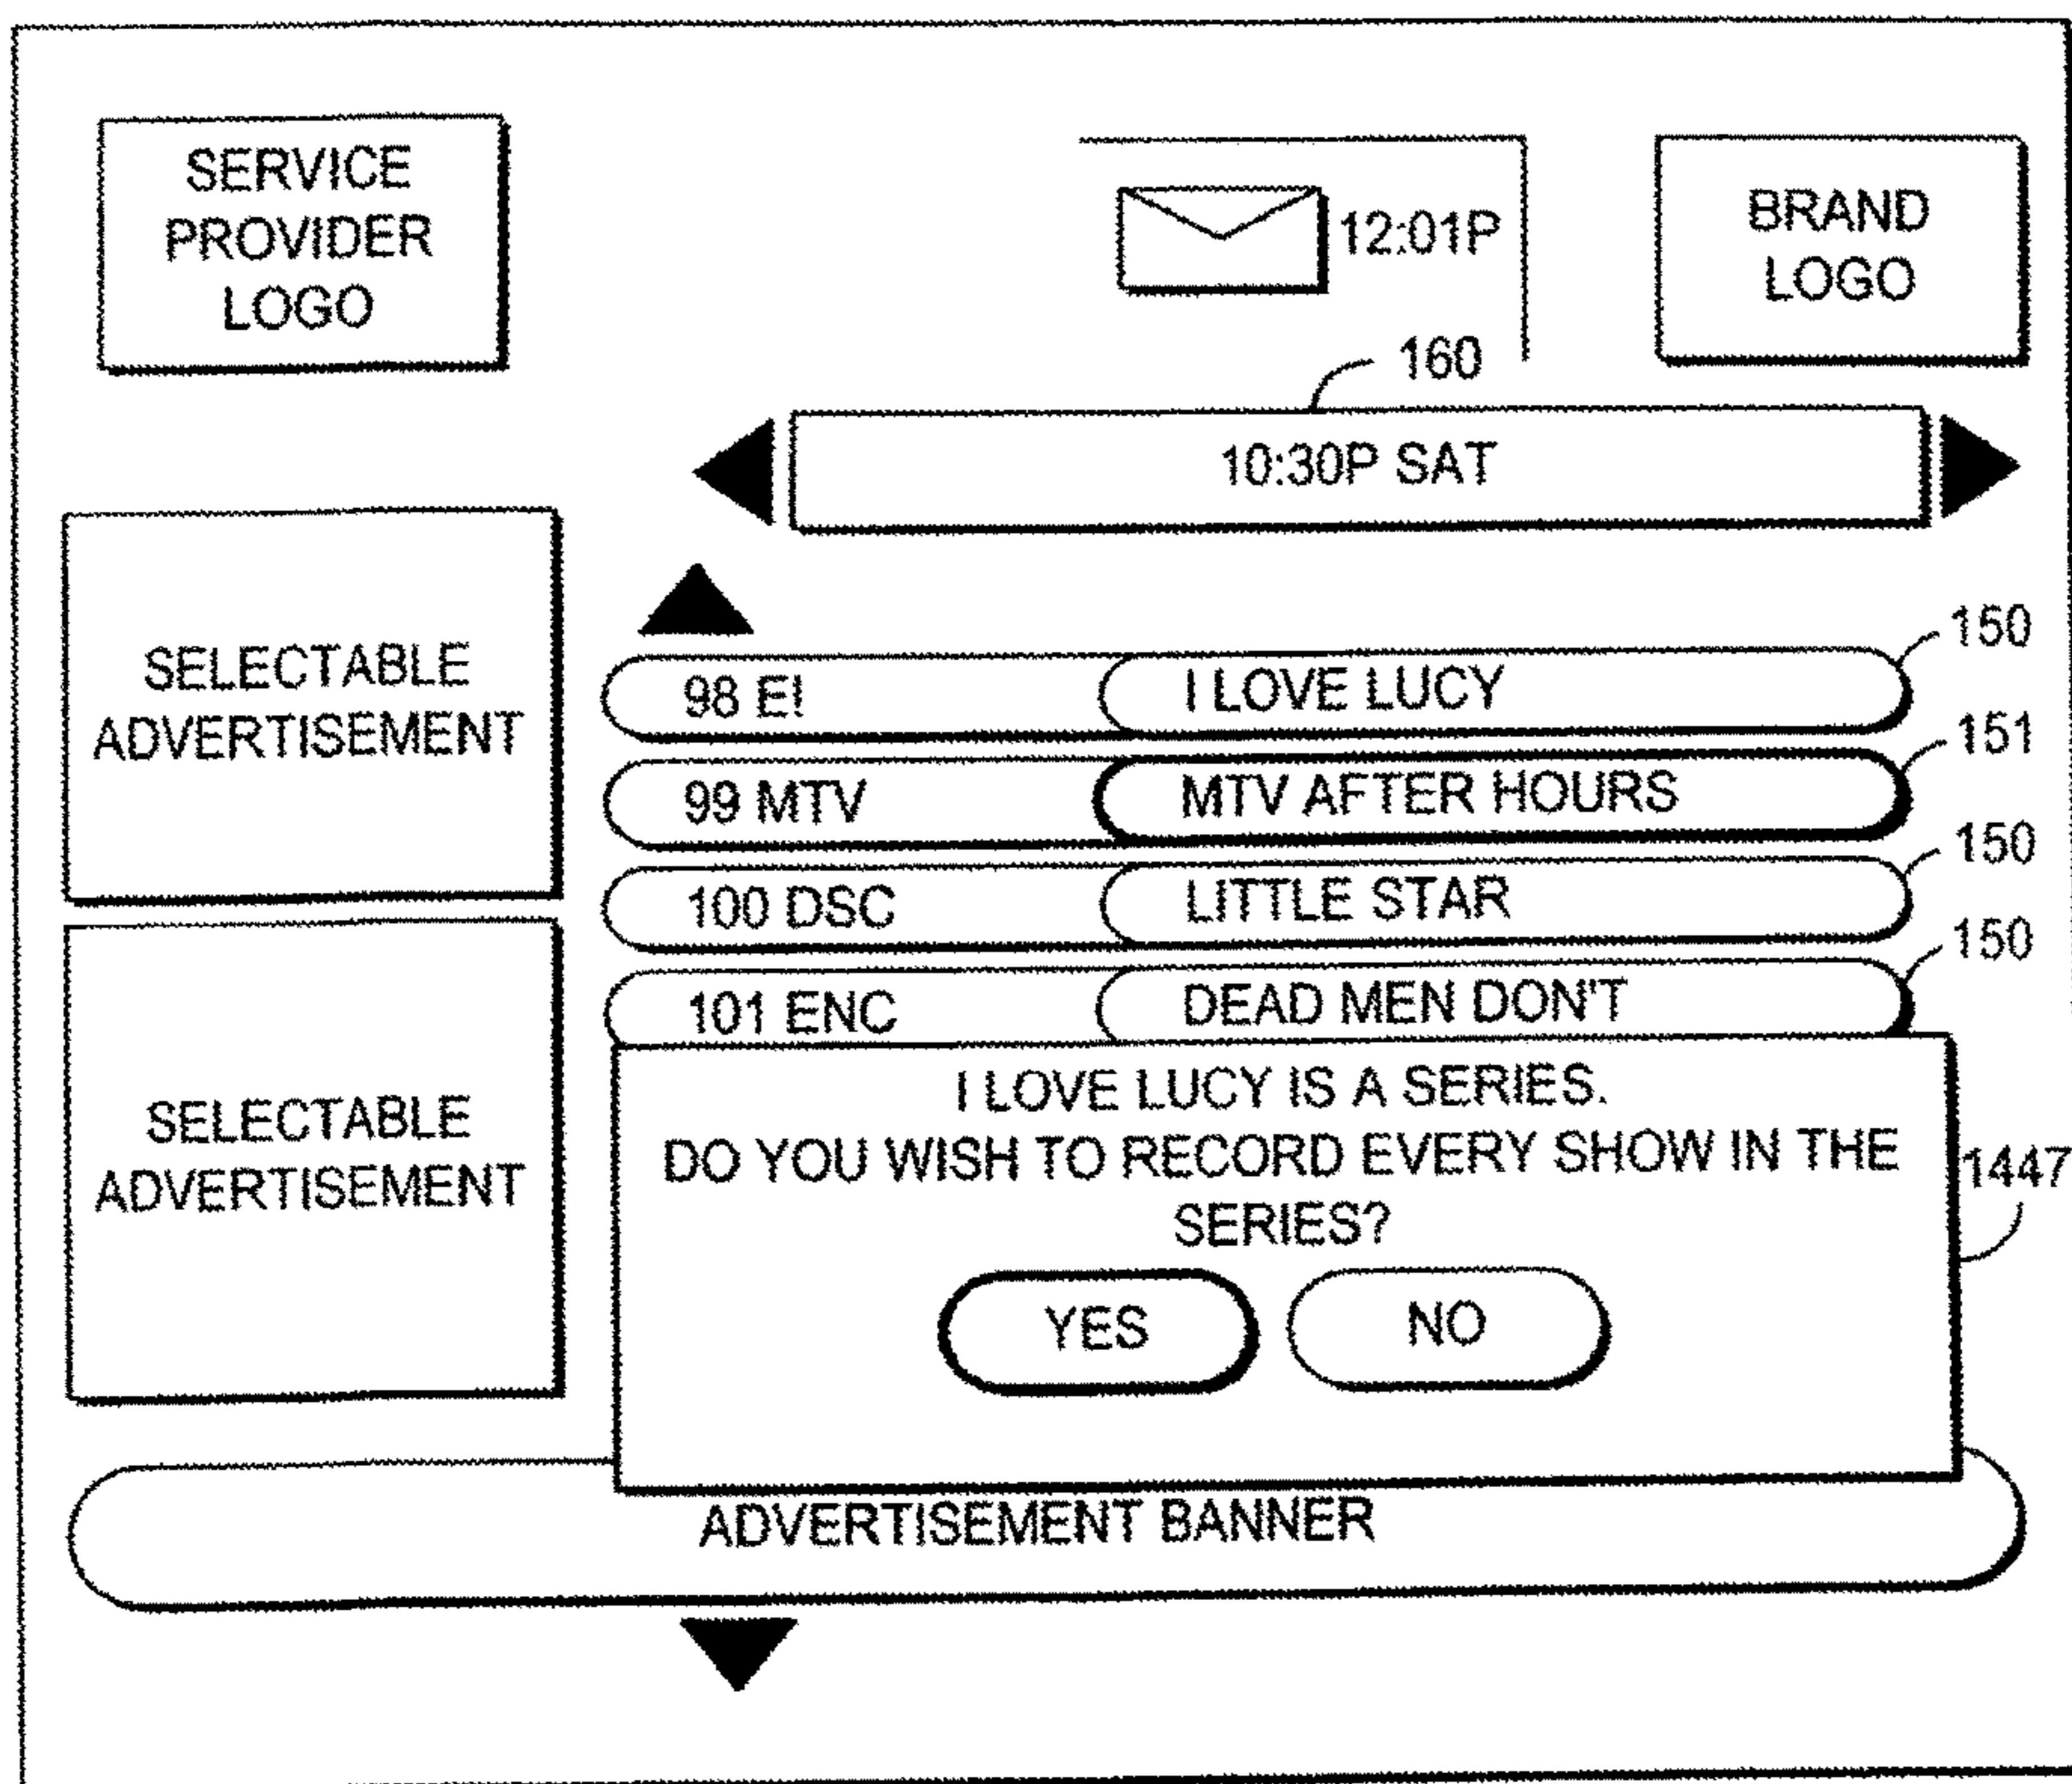 SERVICE
PROVIDER
LOGO
12:01P
BRAND
LOGO
160
10:30P SAT
SELECTABLE
ADVERTISEMENT
98 E! I LOVE LUCY 150
99 MTV MTV AFTER HOURS 151
100 DSC LITTLE STAR 150
101 ENC DEAD MEN DON'T 150
SELECTABLE
ADVERTISEMENT
I LOVE LUCY IS A SERIES.
DO YOU WISH TO RECORD EVERY SHOW IN THE
SERIES?
1447
YES NO
ADVERTISEMENT BANNER